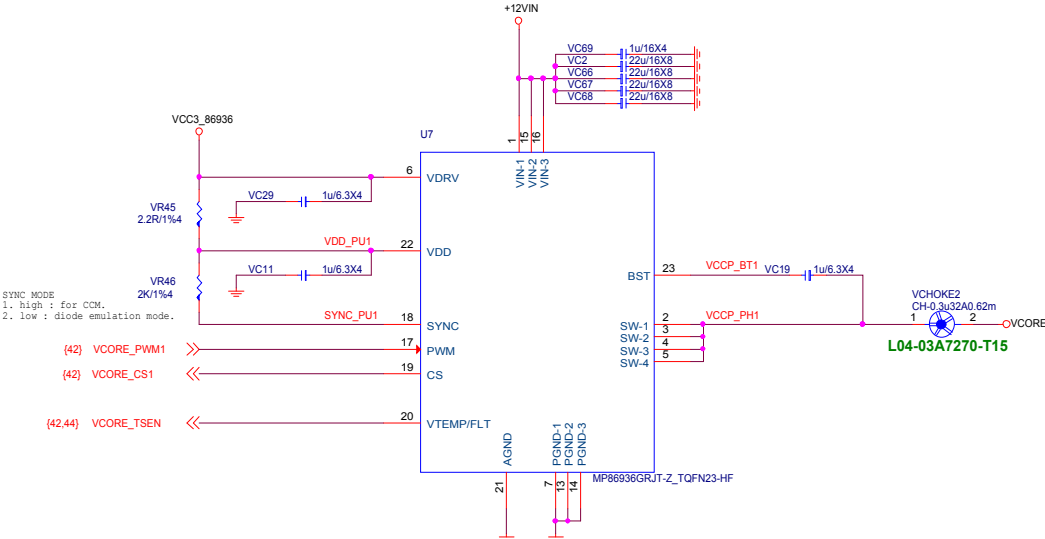 +12VIN
VC69 1u/16X4
VC2 22u/16X8
VC66 22u/16X8
VC67 22u/16X8
VC68 22u/16X8
VCC3_86936
U7
1
15
16
VIN-1
VIN-2
VIN-3
6 VDRV
VC29 1u/6.3X4
VR45
2.2R/1%4
VDD_PU1 22 VDD
VC11 1u/6.3X4
VR46
2K/1%4
SYNC MODE
1. high : for CCM.
2. low : diode emulation mode.
SYNC_PU1 18 SYNC
{42} VCORE_PWM1 17 PWM
{42} VCORE_CS1 19 CS
{42,44} VCORE_TSEN 20 VTEMP/FLT
BST 23 VCCP_BT1 VC19 1u/6.3X4
SW-1 2 VCCP_PH1
SW-2 3
SW-3 4
SW-4 5
VCHOKE2
CH-0.3u32A0.62m
1 2 VCORE
L04-03A7270-T15
AGND
PGND-1
PGND-2
PGND-3
21
7
13
14
MP86936GRJT-Z_TQFN23-HF